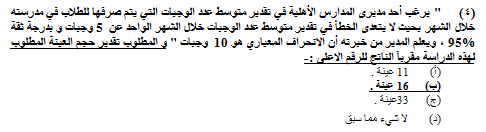 (٤) " يرغب أحد مديرى المدارس الأهلية في تقدير متوسط عدد الوجبات التي يتم صرفها للطلاب في مدرسته
خلال الشهر بحيث لا يتعدى الخطأ في تقدير متوسط عدد الوجبات خلال الشهر الواحد عن 5 وجبات و بدرجة ثقة
95% ، ويعلم المدير من خبرته أن الانحراف المعياري هو 10 وجبات " و المطلوب تقدير حجم العينة المطلوب
لهذه الدراسة مقرباً الناتج للرقم الاعلى :-
(أ) 11 عينة .
(ب) 16 عينة .
(ج) 33عينة .
(د) لا شيء مما سبق